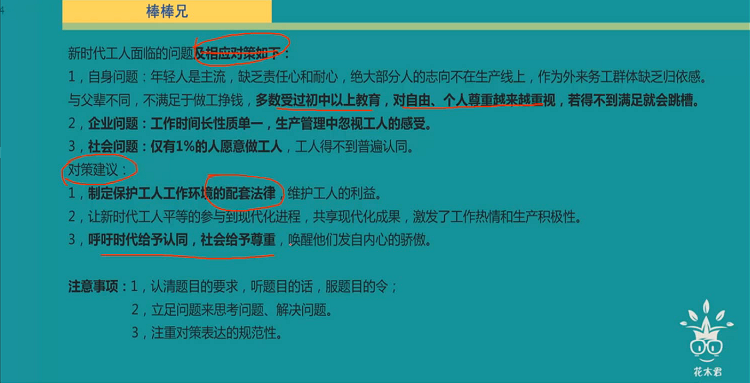 4
棒棒兄
新时代工人面临的问题及相应对策如下：
1，自身问题：年轻人是主流，缺乏责任心和耐心，绝大部分人的志向不在生产线上，作为外来务工群体缺乏归依感。
与父辈不同，不满足于做工挣钱，多数受过初中以上教育，对自由、个人尊重越来越重视，若得不到满足就会跳槽。
2，企业问题：工作时间长性质单一，生产管理中忽视工人的感受。
3，社会问题：仅有1%的人愿意做工人，工人得不到普遍认同。
对策建议：
1，制定保护工人工作环境的配套法律，维护工人的利益。
2，让新时代工人平等的参与到现代化进程，共享现代化成果，激发了工作热情和生产积极性。
3，呼吁时代给予认同，社会给予尊重，唤醒他们发自内心的骄傲。
注意事项：1，认清题目的要求，听题目的话，服题目的令；
2，立足问题来思考问题、解决问题。
3，注重对策表达的规范性。
花木君